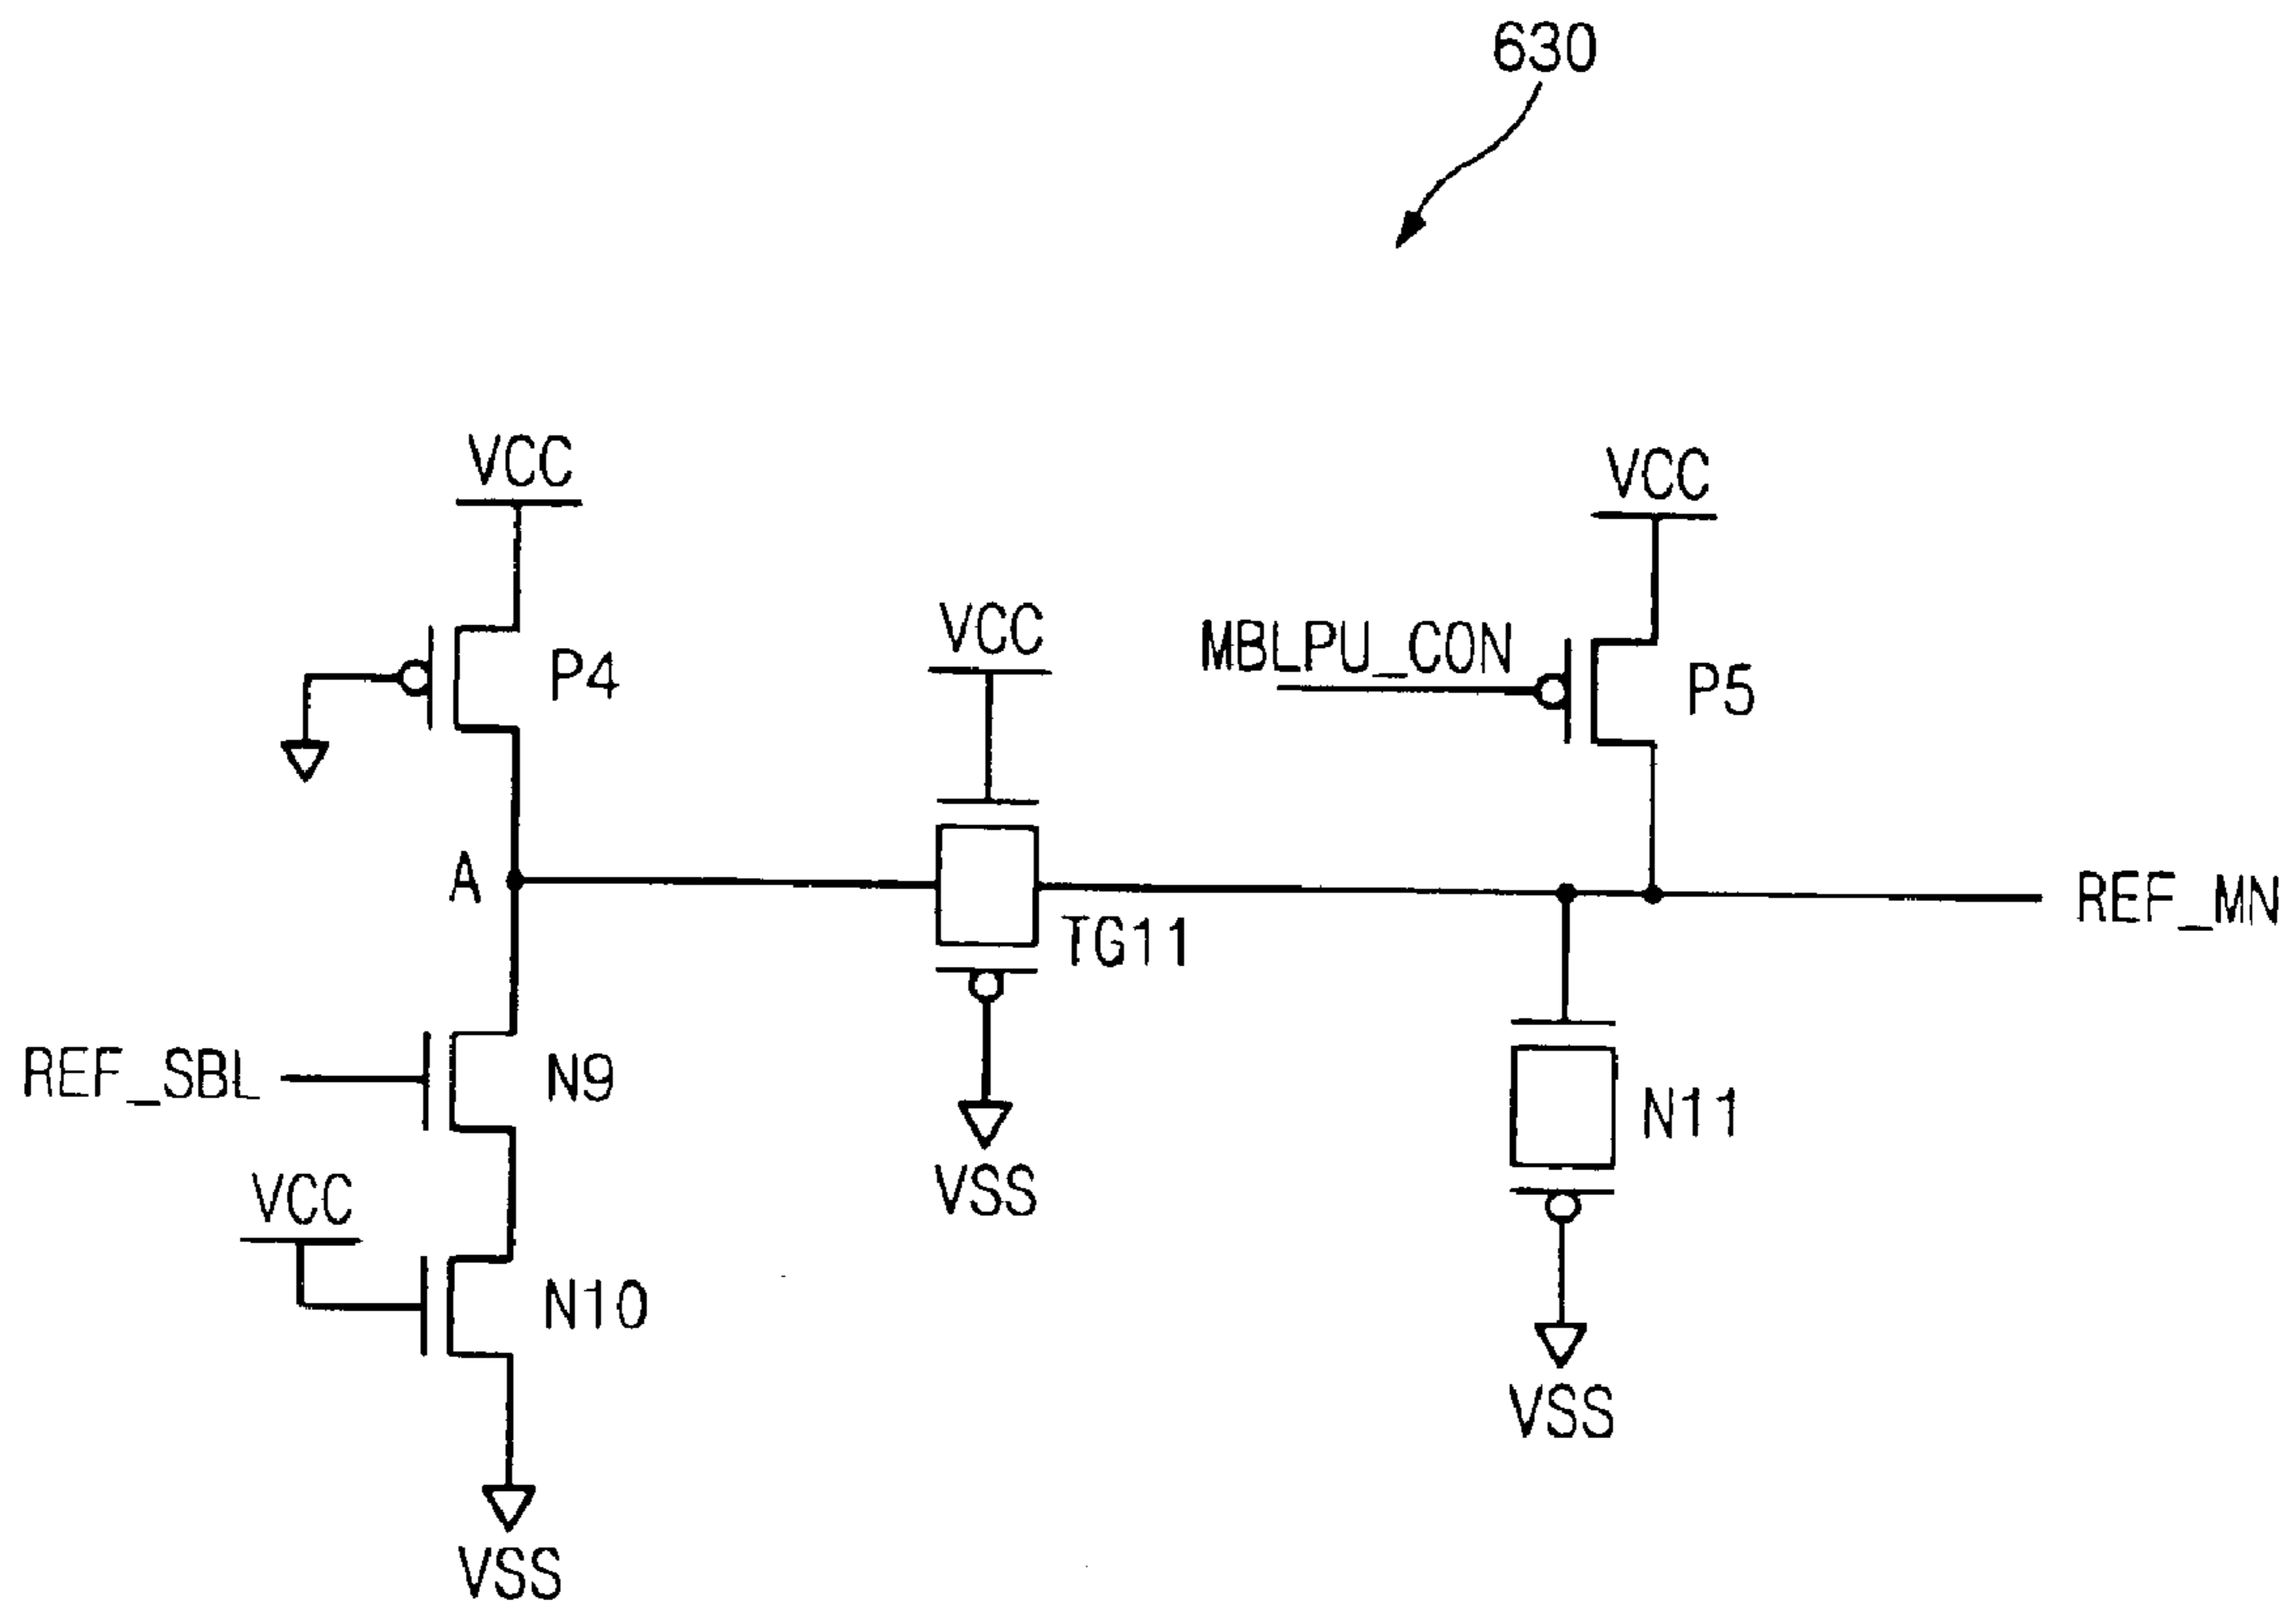 630
VCC
VCC
VCC
MBLPU_CON
P4
P5
A
REF_MN
TG11
REF_SBL
N9
N11
VCC
VSS
N10
VSS
VSS